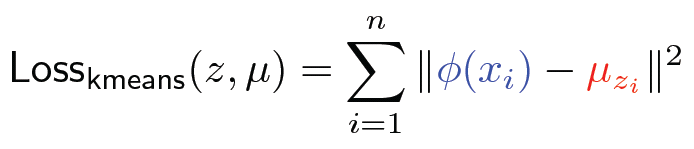 Loss_kmeans(z, μ) = ∑_{i=1}^{n} ‖ϕ(x_i) − μ_{z_i}‖²